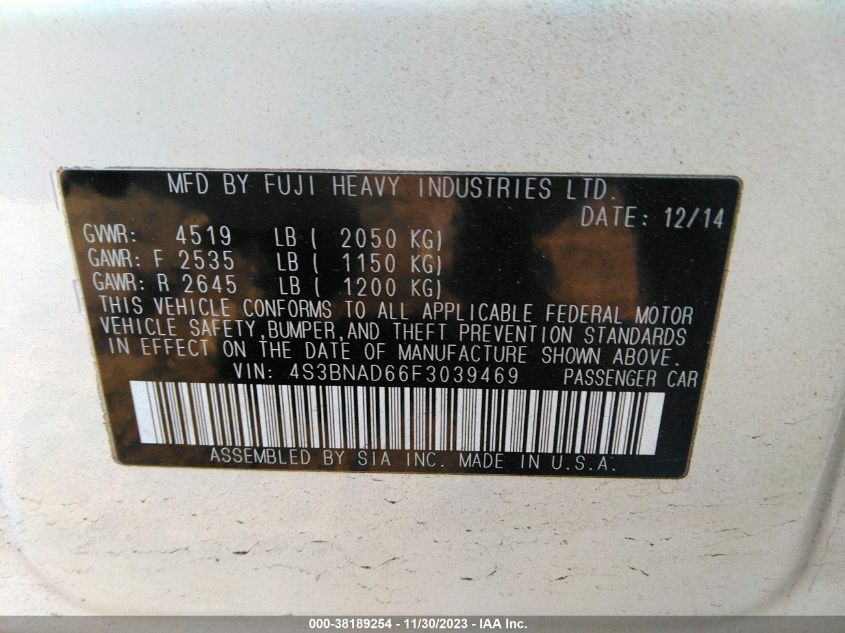 MFD BY FUJI HEAVY INDUSTRIES LTD.
DATE: 12/14
GVWR: 4519 LB ( 2050 KG)
GAWR: F 2535 LB ( 1150 KG)
GAWR: R 2645 LB ( 1200 KG)
THIS VEHICLE CONFORMS TO ALL APPLICABLE FEDERAL MOTOR
VEHICLE SAFETY,BUMPER,AND THEFT PREVENTION STANDARDS
IN EFFECT ON THE DATE OF MANUFACTURE SHOWN ABOVE.
VIN: 4S3BNAD66F3039469 PASSENGER CAR
ASSEMBLED BY SIA INC. MADE IN U.S.A.
000-38189254 - 11/30/2023 - IAA Inc.